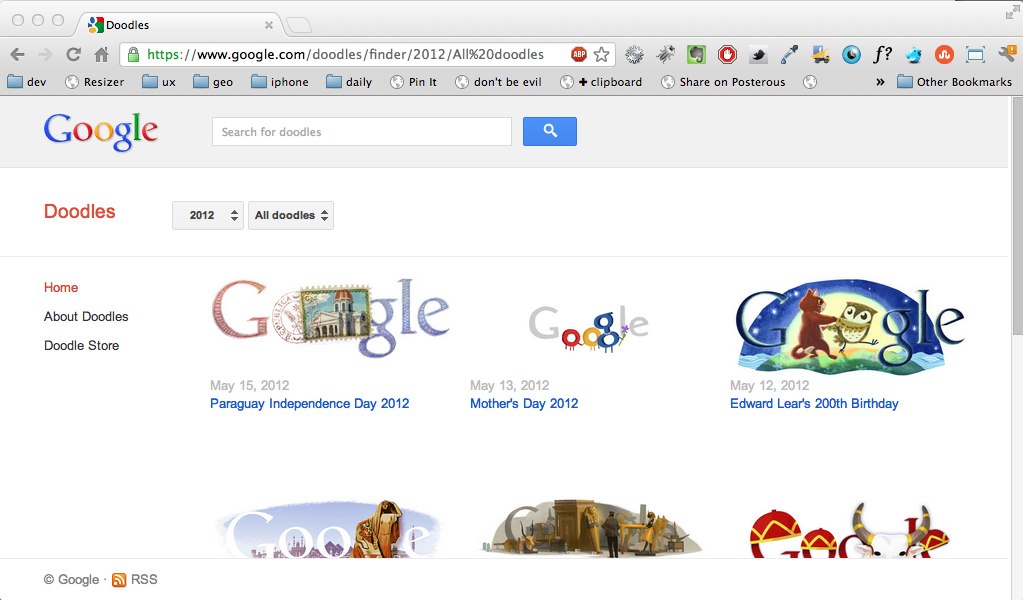 Doodles
https://www.google.com/doodles/finder/2012/All%20doodles
ABP
f?
dev
Resizer
ux
geo
iphone
daily
Pin It
don't be evil
+ clipboard
Share on Posterous
»
Other Bookmarks
Google
Search for doodles
Doodles
2012
All doodles
Home
About Doodles
Doodle Store
Google
Google
Google
May 15, 2012
May 13, 2012
May 12, 2012
Paraguay Independence Day 2012
Mother's Day 2012
Edward Lear's 200th Birthday
Google
Google
Google
© Google · RSS